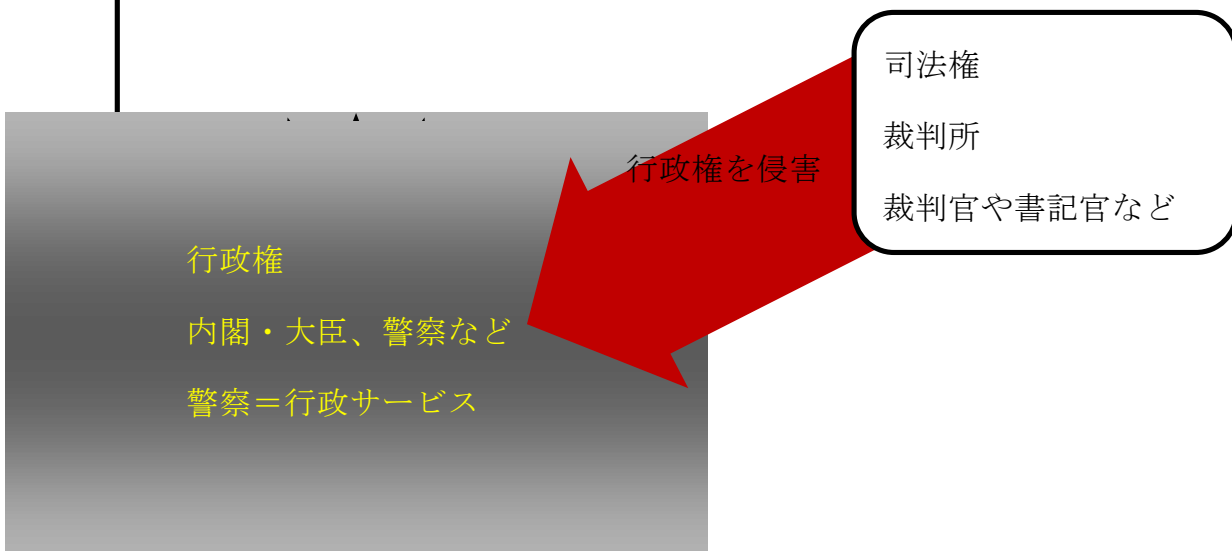 司法権
裁判所
裁判官や書記官など
行政権を侵害
行政権
内閣・大臣、警察など
警察＝行政サービス